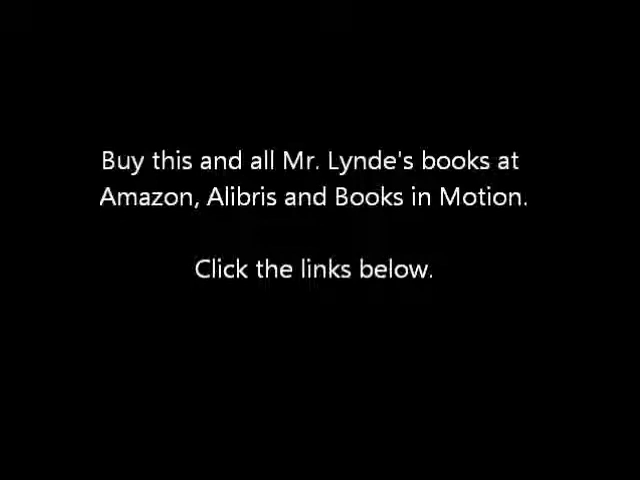 Buy this and all Mr. Lynde's books at
Amazon, Alibris and Books in Motion.
Click the links below.